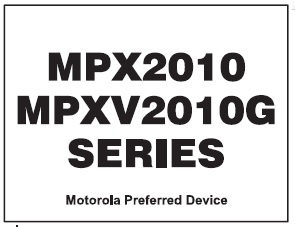 MPX2010
MPXV2010G
SERIES
Motorola Preferred Device